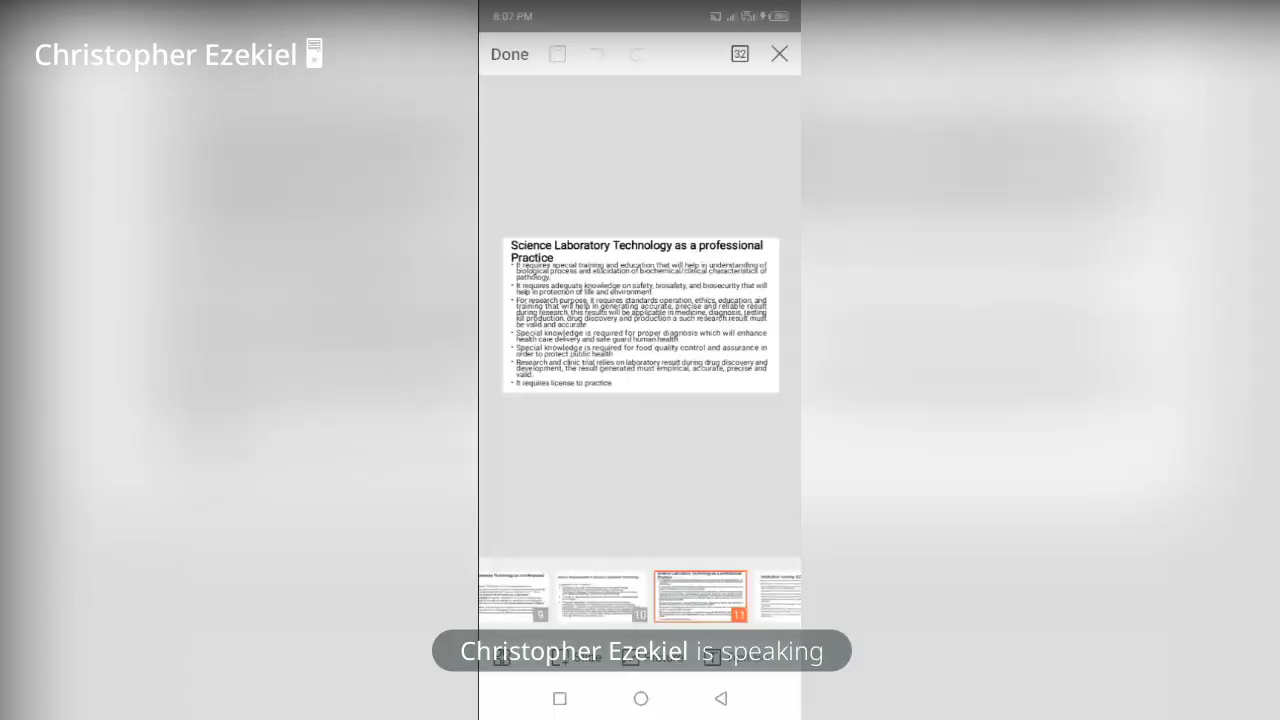 8:07 PM
Christopher Ezekiel
Done
32
Science Laboratory Technology as a professional
Practice
It requires special training and education that will help in understanding of
biological process and elucidation of biochemical/clinical characteristics of
pathology.
It requires adequate knowledge on safety, biosafety, and biosecurity that will
help in protection of life and environment
For research purpose, it requires standards operation, ethics, education, and
training that will help in generating accurate, precise and reliable result
during research, this results will be applicable in medicine, diagnosis, testing
kit production, drug discovery and production a such research result must
be valid and accurate
Special knowledge is required for proper diagnosis which will enhance
health care delivery and safe guard human health
Special knowledge is required for food quality control and assurance in
order to protect public health
Research and clinic trial relies on laboratory result during drug discovery and
development, the result generated must empirical, accurate, precise and
valid.
It requires license to practice
9
10
11
Christopher Ezekiel is speaking